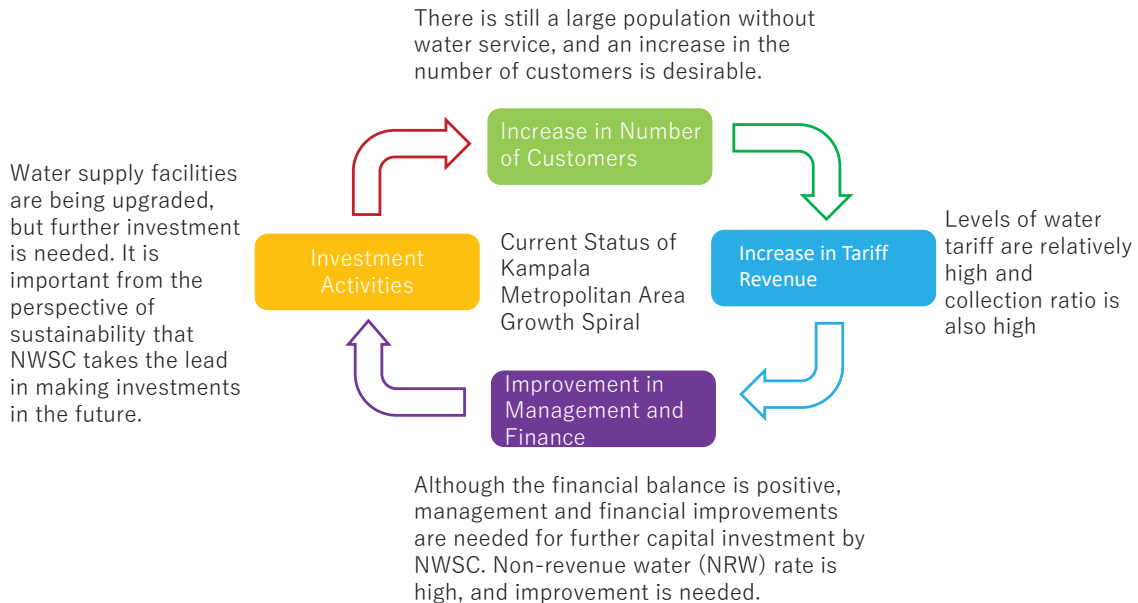 There is still a large population without
water service, and an increase in the
number of customers is desirable.
Increase in Number
of Customers
Water supply facilities
are being upgraded,
but further investment
is needed. It is
important from the
perspective of
sustainability that
NWSC takes the lead
in making investments
in the future.
Investment
Activities
Current Status of
Kampala
Metropolitan Area
Growth Spiral
Increase in Tariff
Revenue
Levels of water
tariff are relatively
high and
collection ratio is
also high
Improvement in
Management and
Finance
Although the financial balance is positive,
management and financial improvements
are needed for further capital investment by
NWSC. Non-revenue water (NRW) rate is
high, and improvement is needed.